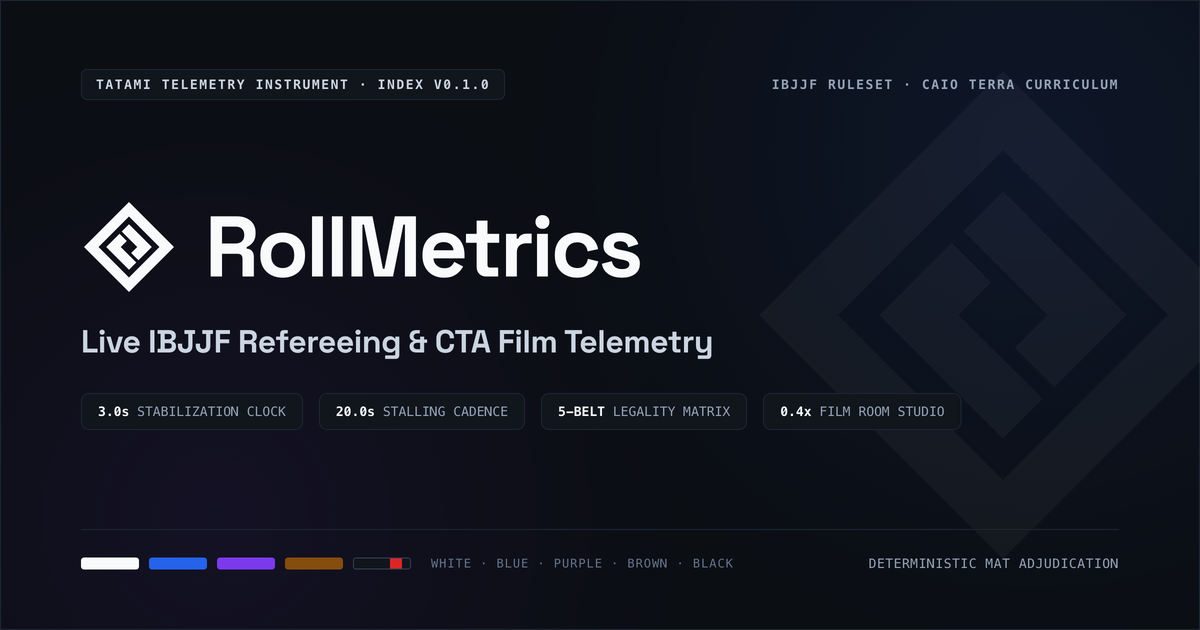 TATAMI TELEMETRY INSTRUMENT · INDEX V0.1.0
IBJJF RULESET · CAIO TERRA CURRICULUM
RollMetrics
Live IBJJF Refereeing & CTA Film Telemetry
3.0s STABILIZATION CLOCK
20.0s STALLING CADENCE
5–BELT LEGALITY MATRIX
0.4x FILM ROOM STUDIO
WHITE · BLUE · PURPLE · BROWN · BLACK
DETERMINISTIC MAT ADJUDICATION